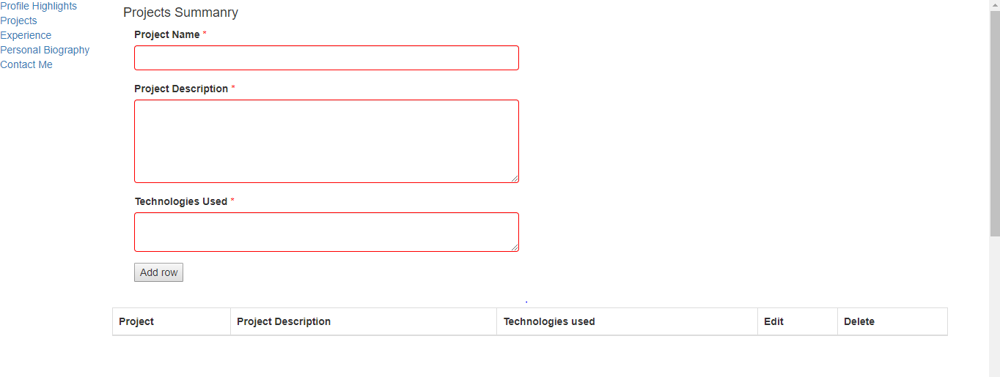 Profile Highlights
Projects
Experience
Personal Biography
Contact Me
Projects Summanry
Project Name *
Project Description *
Technologies Used *
Add row
Project Project Description Technologies used Edit Delete